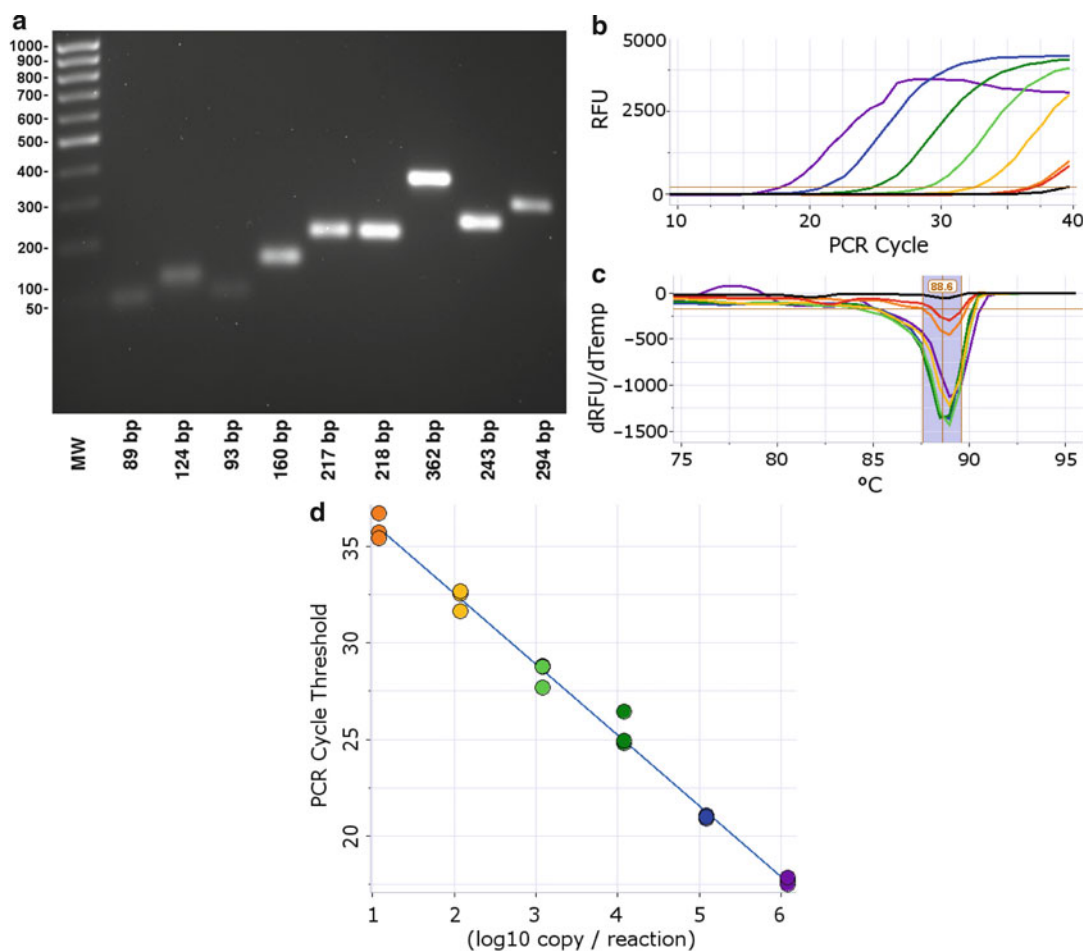 a
1000-
900-
800-
700-
600-
500-
400-
300-
200-
100-
50-
MW
89 bp
124 bp
93 bp
160 bp
217 bp
218 bp
362 bp
243 bp
294 bp
b
5000
2500
0
RFU
10 20 30 40
PCR Cycle
c
88.6
0
-500
-1000
-1500
dRFU/dTemp
75 80 85 90 95
ºC
d
35
30
25
20
PCR Cycle Threshold
1 2 3 4 5 6
(log10 copy / reaction)